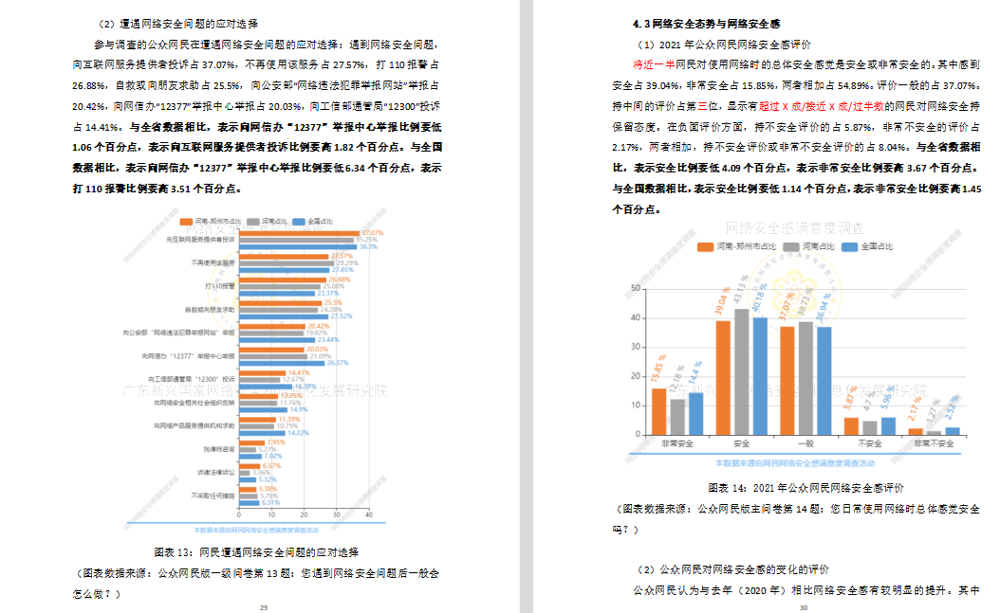 （2）遭遇网络安全问题的应对选择
参与调查的公众网民在遭遇网络安全问题的应对选择：遇到网络安全问题，
向互联网服务提供者投诉占 37.07%，不再使用该服务占 27.57%，打 110 报警占
26.88%，自救或向朋友求助占 25.5%，向公安部“网络违法犯罪举报网站”举报占
20.42%，向网信办“12377”举报中心举报占 20.03%，向工信部通管局“12300”投诉
占 14.41%。与全省数据相比，表示向网信办“12377”举报中心举报比例要低
1.06 个百分点，表示向互联网服务提供者投诉比例要高 1.82 个百分点。与全国
数据相比，表示向网信办“12377”举报中心举报比例要低 6.34 个百分点，表示
打 110 报警比例要高 3.51 个百分点。
河南-郑州市占比 河南占比 全国占比
向互联网服务提供者投诉 37.07% 35.25% 36.3%
不再使用该服务 27.57% 29.29% 27.85%
打110报警 26.88% 25.08% 23.37%
自救或向朋友求助 25.5% 24.28% 27.52%
向公安部“网络违法犯罪举报网站”举报 20.42% 19.82% 23.44%
向网信办“12377”举报中心举报 20.03% 21.09% 26.37%
向工信部通管局“12300”投诉 14.41% 12.67% 16.39%
向网络安全相关社会组织反映 12.05% 11.76% 14.9%
向网络产品服务提供机构求助 11.39% 10.79% 14.22%
找律师咨询 7.95% 5.27% 7.02%
诉诸法律诉讼 6.57% 3.36% 5.32%
不采取任何措施 5.38% 5.76% 6.31%
0 10 20 30 40
本数据来源自网民网络安全感满意度调查活动
图表 13：网民遭遇网络安全问题的应对选择
（图表数据来源：公众网民版一级问卷第 13 题：您遇到网络安全问题后一般会
怎么做？）
29
4.3 网络安全态势与网络安全感
（1）2021 年公众网民网络安全感评价
将近一半网民对使用网络时的总体安全感觉是安全或非常安全的。其中感到
安全占 39.04%，非常安全占 15.85%，两者相加占 54.89%。评价一般的占 37.07%。
持中间的评价占第三位，显示有超过 X 成/接近 X 成/过半数的网民对网络安全持
保留态度。在负面评价方面，持不安全评价的占 5.87%，非常不安全的评价占
2.17%，两者相加，持不安全评价或非常不安全评价的占 8.04%。与全省数据相
比，表示安全比例要低 4.09 个百分点，表示非常安全比例要高 3.67 个百分点。
与全国数据相比，表示安全比例要低 1.14 个百分点，表示非常安全比例要高 1.45
个百分点。
网络安全感满意度调查
河南-郑州市占比 河南占比 全国占比
50
40
30
20
10
0
15.85 % 12.18 % 14.4 %
39.04 % 43.13 % 40.18 %
37.07 % 38.73 % 36.94 %
5.87 % 4.7 % 5.96 %
2.17 % 1.27 % 2.52 %
非常安全 安全 一般 不安全 非常不安全
本数据来源自网民网络安全感满意度调查活动
图表 14：2021 年公众网民网络安全感评价
（图表数据来源：公众网民版主问卷第 14 题：您日常使用网络时总体感觉安全
吗？）
（2）公众网民对网络安全感的变化的评价
公众网民认为与去年（2020 年）相比网络安全感有较明显的提升。其中
30